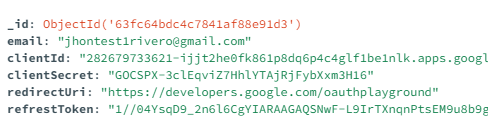 _id: ObjectId('63fc64bdc4c7841af88e91d3')
email: "jhontest1rivero@gmail.com"
clientId: "282679733621-ijjt2he0fk861p8dq6p4c4glf1be1nlk.apps.googl
clientSecret: "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"
redirectUri: "https://developers.google.com/oauthplayground"
refrestToken: "1//04YsqD9_2n6l6CgYIARAAGAQSNwF-L9IrTXnqnPtsEM9u8b9g